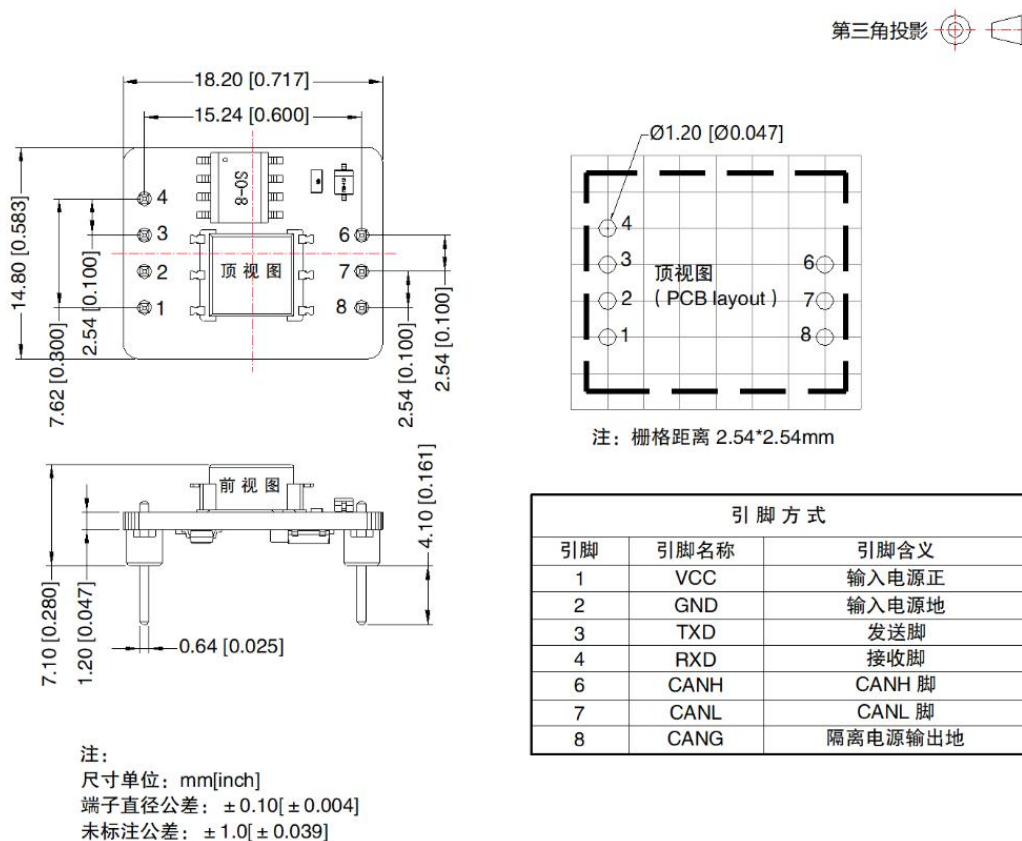 第三角投影
18.20 [0.717]
15.24 [0.600]
14.80 [0.583]
7.62 [0.300]
2.54 [0.100]
4
3
2
1
SO-8
顶视图
6
7
8
2.54 [0.100]
2.54 [0.100]
Ø1.20 [Ø0.047]
4
3
2
1
顶视图
( PCB layout )
6
7
8
注：栅格距离 2.54*2.54mm
前视图
7.10 [0.280]
1.20 [0.047]
0.64 [0.025]
4.10 [0.161]
引脚方式
引脚 引脚名称 引脚含义
1 VCC 输入电源正
2 GND 输入电源地
3 TXD 发送脚
4 RXD 接收脚
6 CANH CANH 脚
7 CANL CANL 脚
8 CANG 隔离电源输出地
注：
尺寸单位：mm[inch]
端子直径公差：±0.10[±0.004]
未标注公差：±1.0[±0.039]